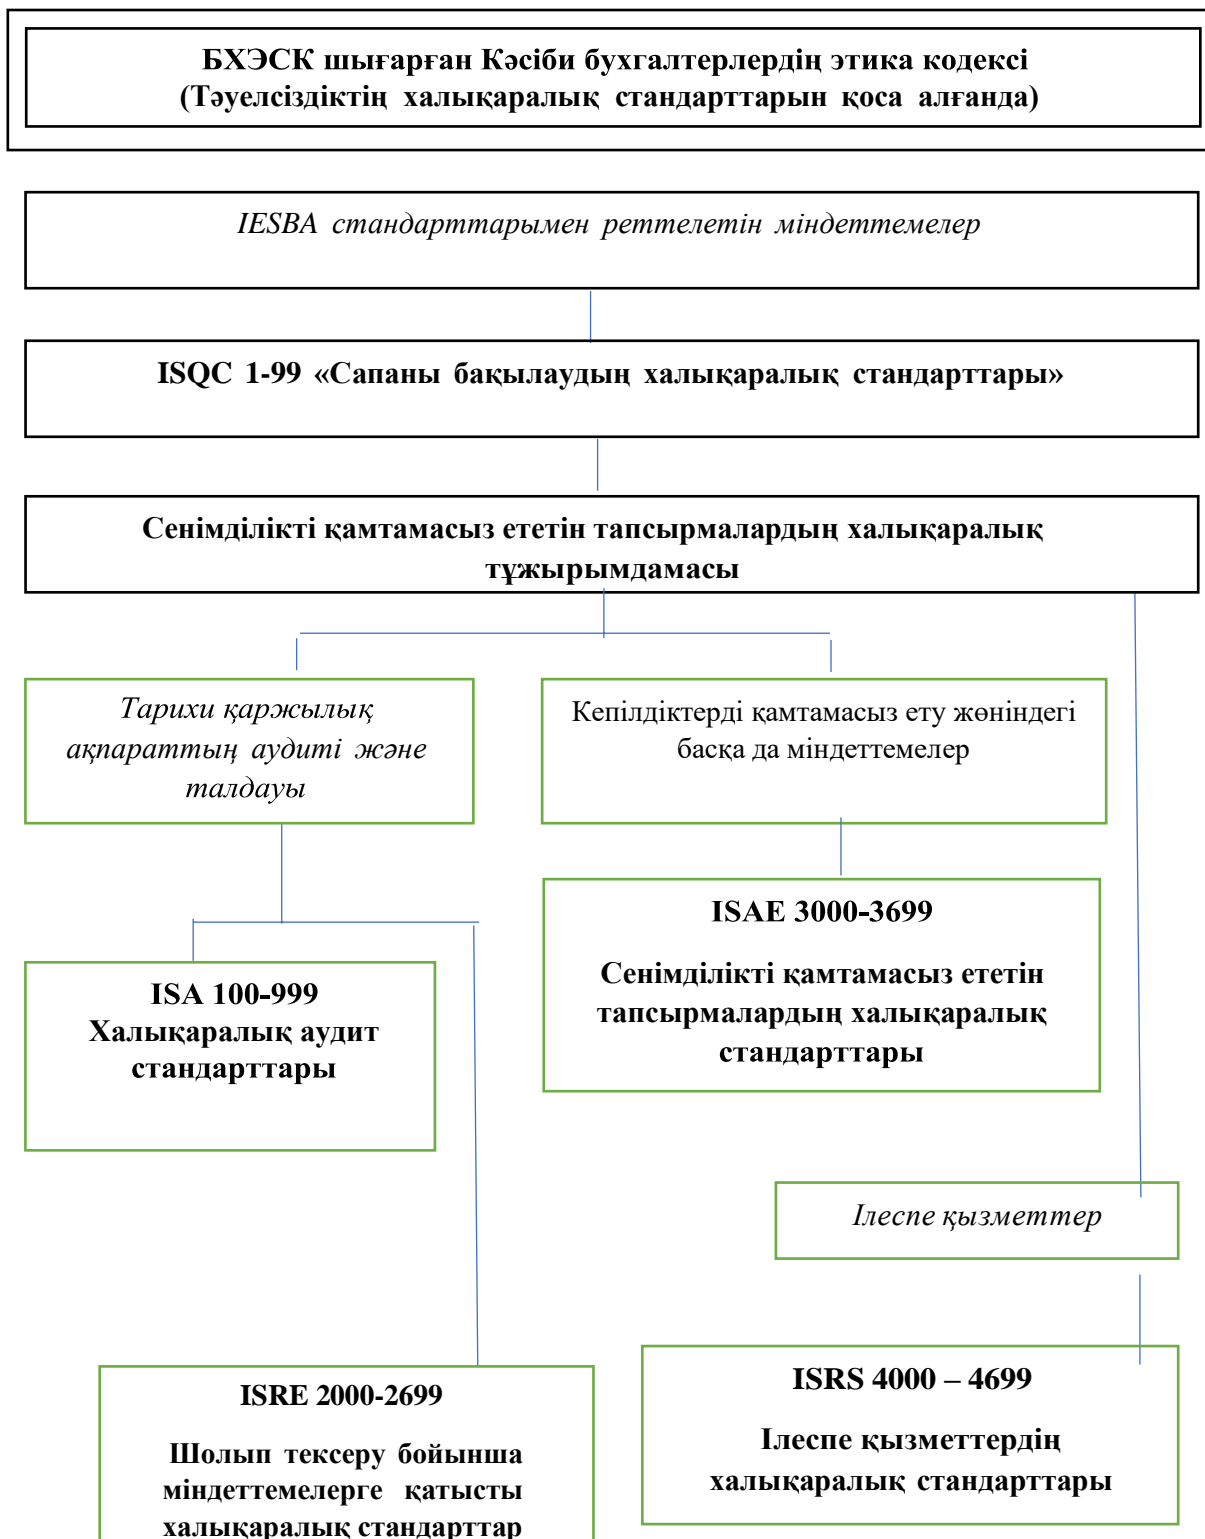 БХЭСК шығарған Кәсіби бухгалтерлердің этика кодексі
(Тәуелсіздіктің халықаралық стандарттарын қоса алғанда)
IESBA стандарттарымен реттелетін міндеттемелер
ISQC 1-99 «Сапаны бақылаудың халықаралық стандарттары»
Сенімділікті қамтамасыз ететін тапсырмалардың халықаралық
тұжырымдамасы
Тарихи қаржылық
ақпараттың аудиті және
талдауы
Кепілдіктерді қамтамасыз ету жөніндегі
басқа да міндеттемелер
ISAE 3000-3699
Сенімділікті қамтамасыз ететін
тапсырмалардың халықаралық
стандарттары
ISA 100-999
Халықаралық аудит
стандарттары
Ілеспе қызметтер
ISRE 2000-2699
Шолып тексеру бойынша
міндеттемелерге қатысты
халықаралық стандарттар
ISRS 4000 – 4699
Ілеспе қызметтердің
халықаралық стандарттары